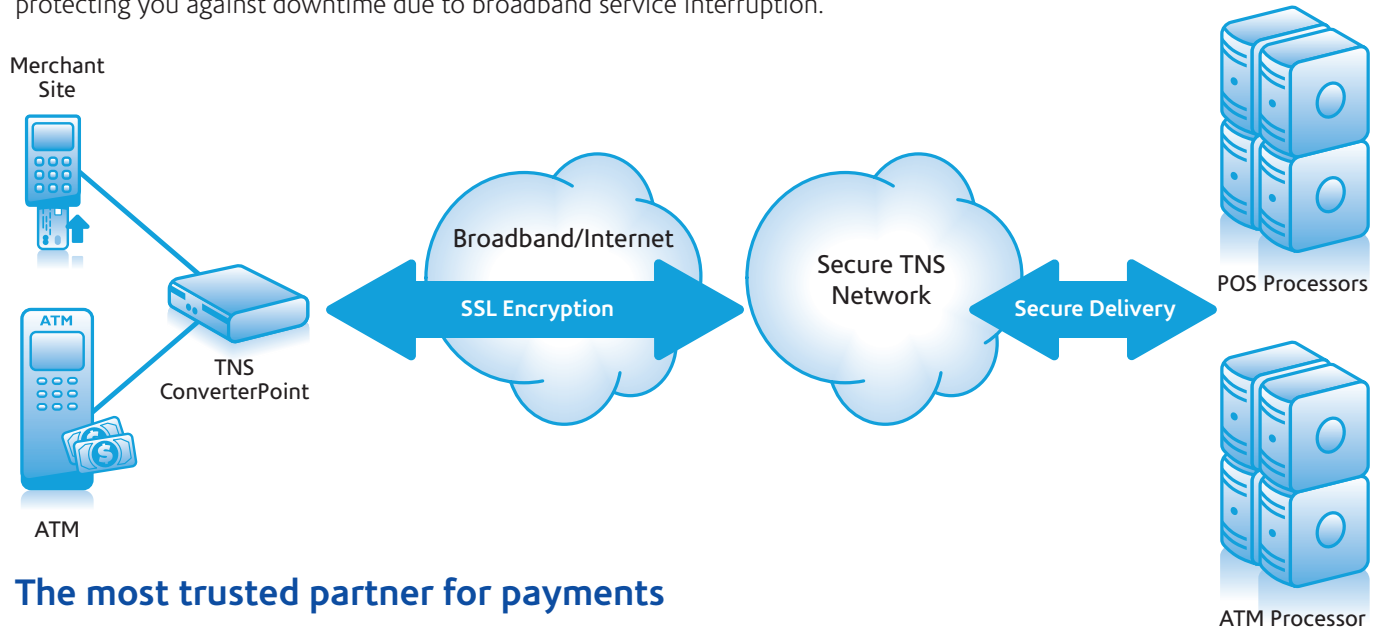 protecting you against downtime due to broadband service interruption.
Merchant
Site
ATM
ATM
TNS
ConverterPoint
Broadband/Internet
SSL Encryption
Secure TNS
Network
Secure Delivery
POS Processors
ATM Processor
The most trusted partner for payments